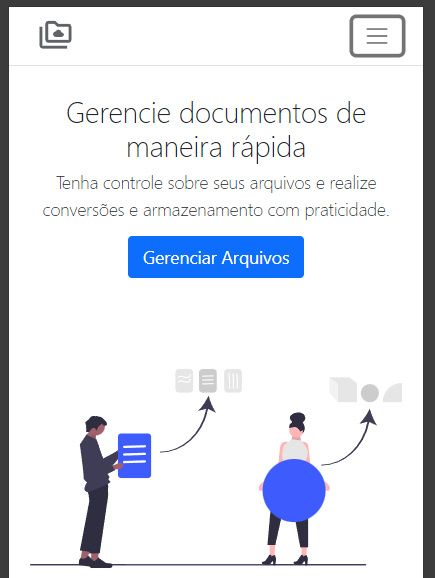 Gerencie documentos de
maneira rápida
Tenha controle sobre seus arquivos e realize
conversões e armazenamento com praticidade.
Gerenciar Arquivos